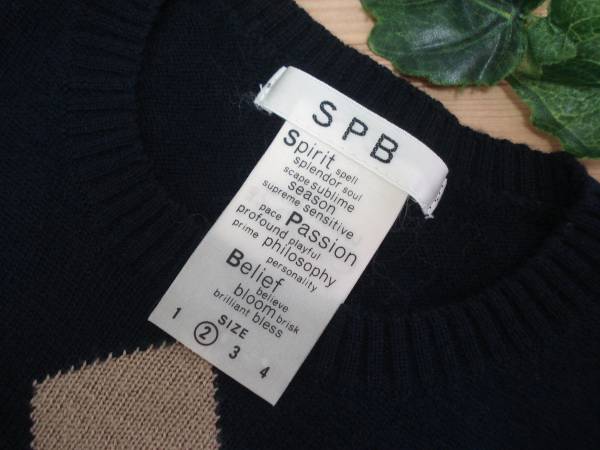 SPB
Spirit spell
splendor soul
scape sublime
season
supreme sensitive
pace Passion
profound playful
prime philosophy
personality
Belief
believe
bloom brisk
brilliant bless
SIZE
1 2 3 4